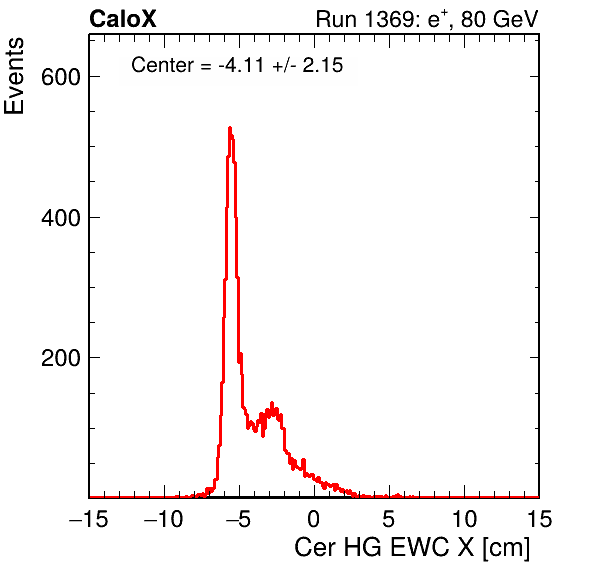 CaloX Run 1369: e⁺, 80 GeV
Center = -4.11 +/- 2.15
Events
600
400
200
−15 −10 −5 0 5 10 15
Cer HG EWC X [cm]